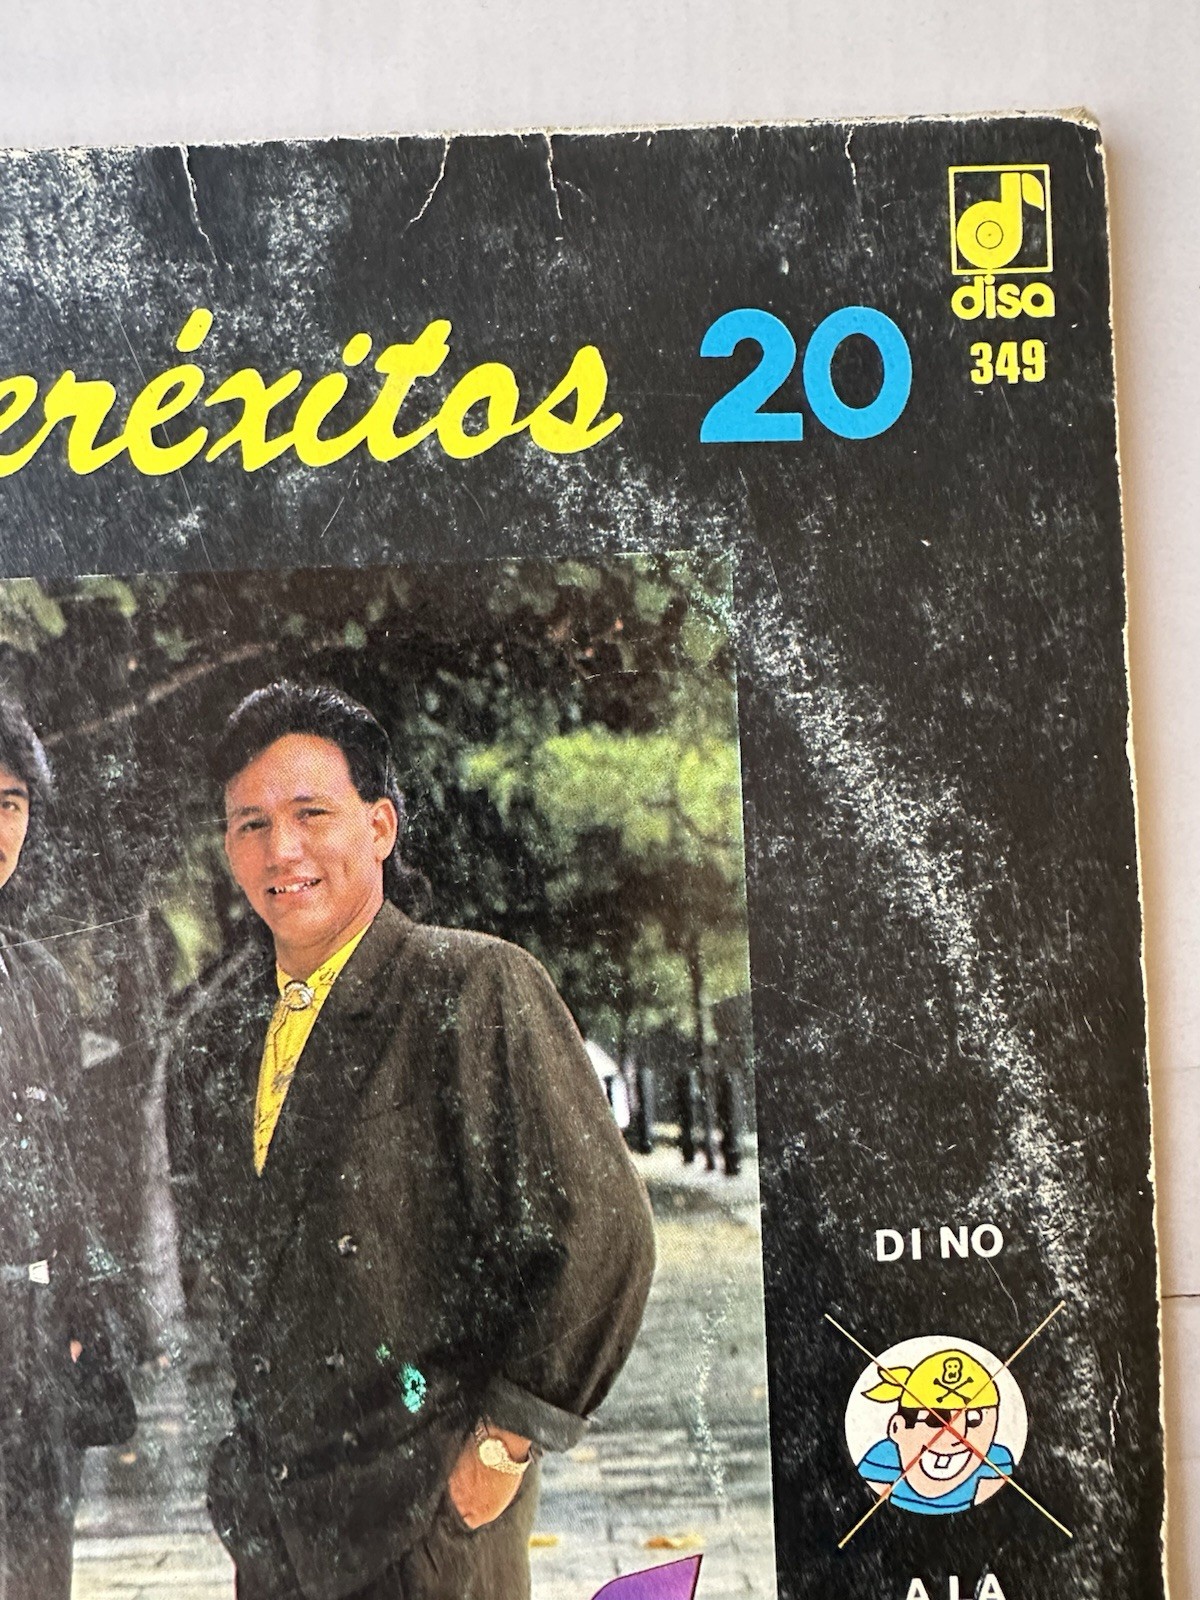 disa
349
eréxitos 20
DI NO
A LA